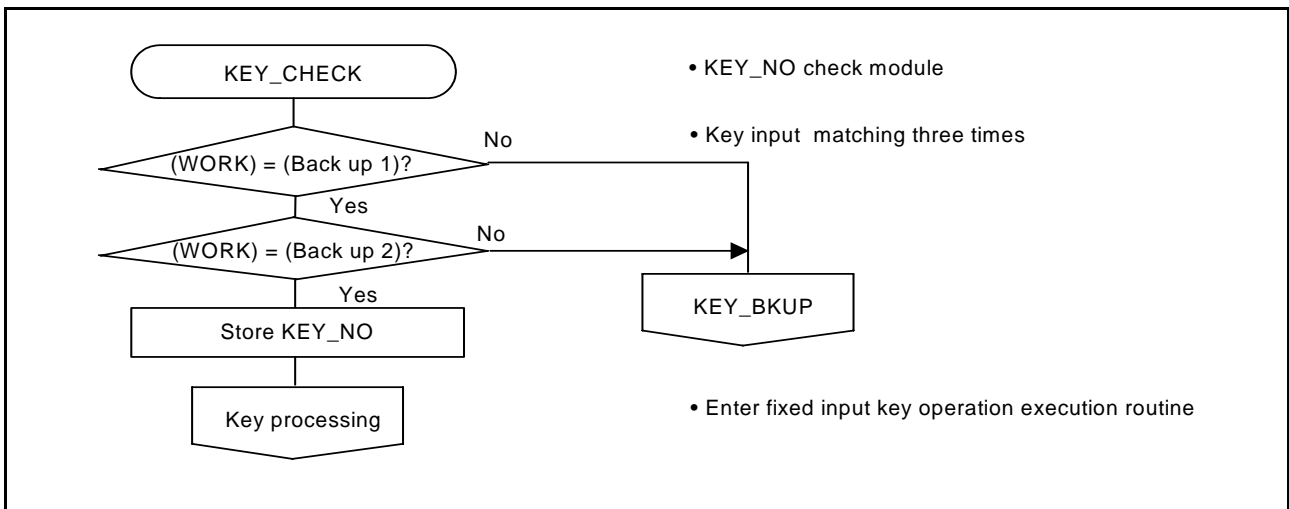 KEY_CHECK
• KEY_NO check module
(WORK) = (Back up 1)?
No
• Key input matching three times
Yes
(WORK) = (Back up 2)?
No
Yes
KEY_BKUP
Store KEY_NO
Key processing
• Enter fixed input key operation execution routine